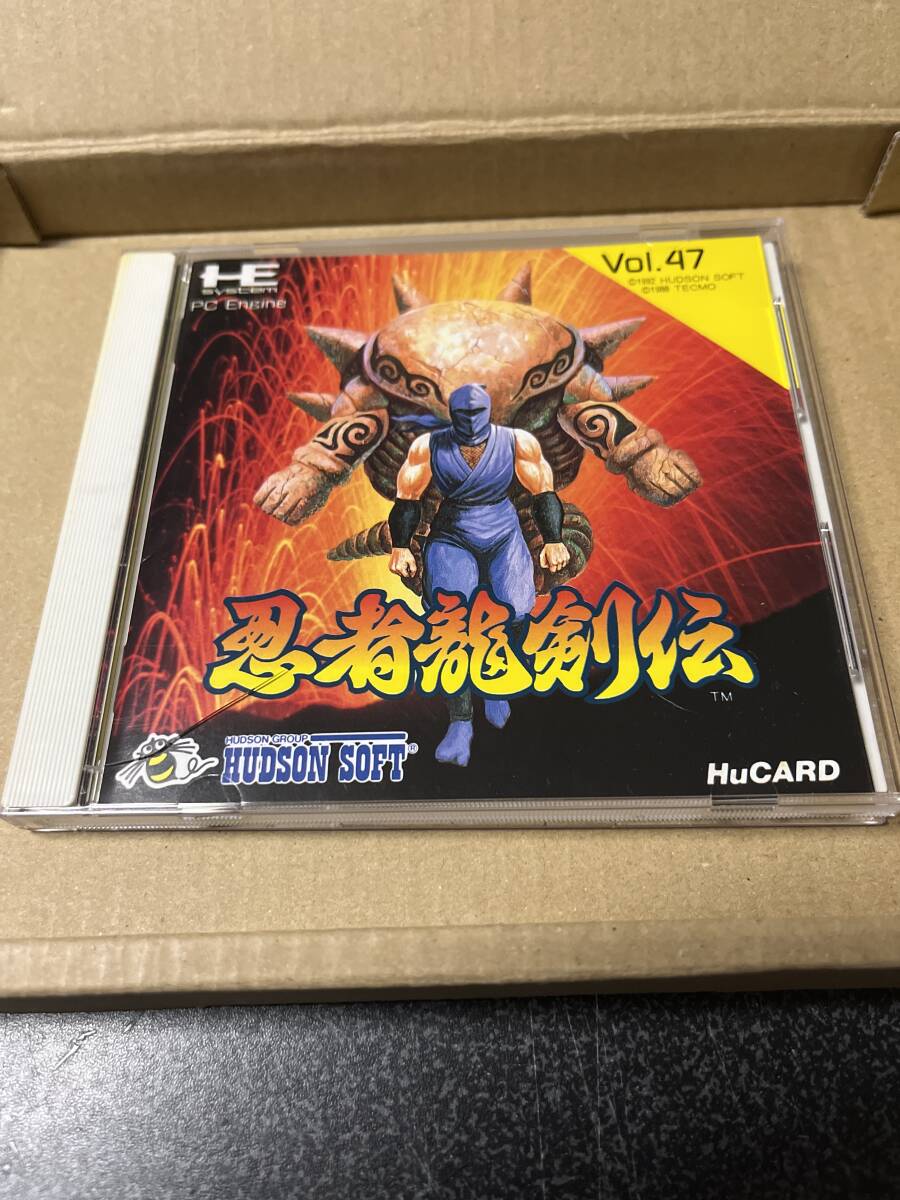 HE
system
PC Engine
Vol.47
©1992 HUDSON SOFT
©1988 TECMO
忍者龍剣伝
TM
HUDSON GROUP
HUDSON SOFT®
HuCARD